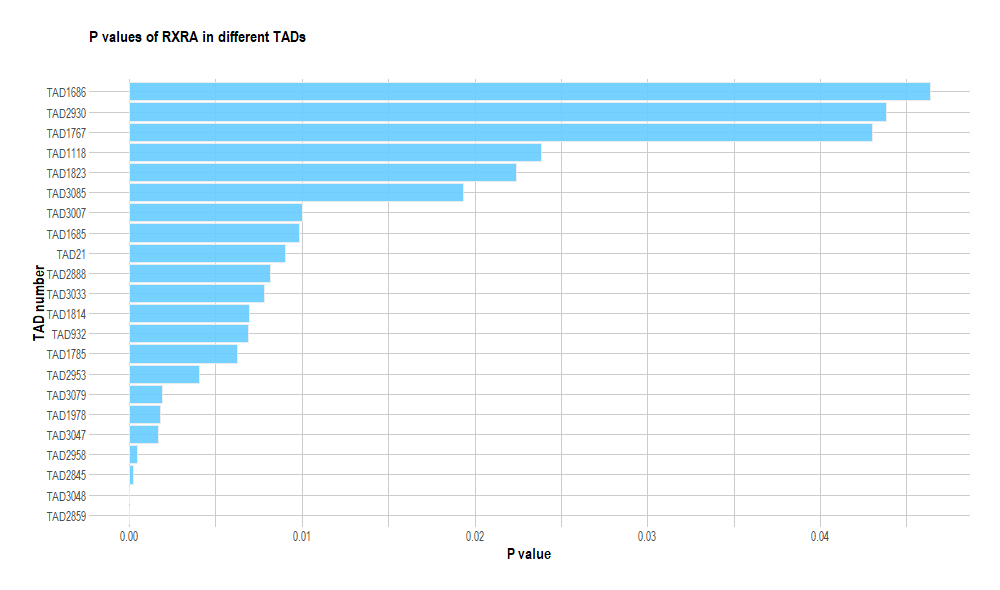 P values of RXRA in different TADs
TAD number
TAD1686
TAD2930
TAD1767
TAD1118
TAD1823
TAD3085
TAD3007
TAD1685
TAD21
TAD2888
TAD3033
TAD1814
TAD932
TAD1785
TAD2953
TAD3079
TAD1978
TAD3047
TAD2958
TAD2845
TAD3048
TAD2859
0.00 0.01 0.02 0.03 0.04
P value